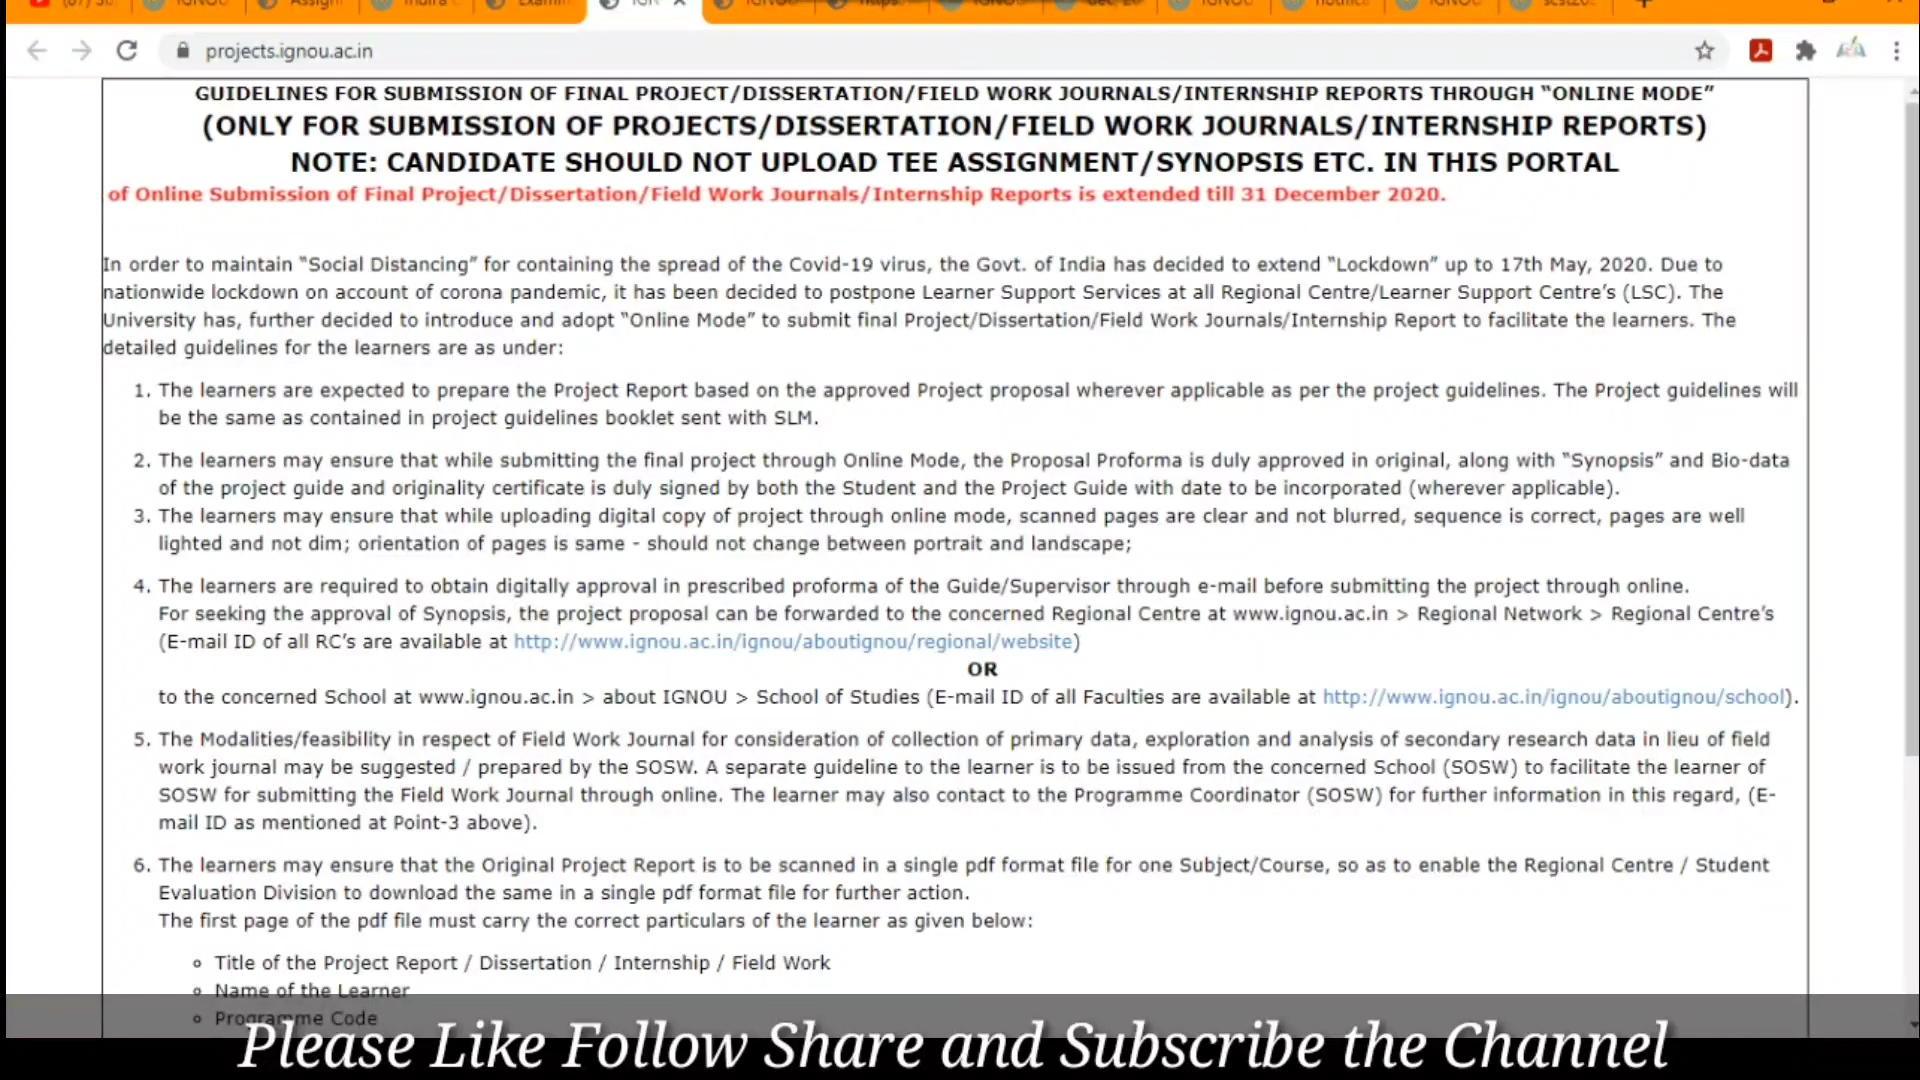 projects.ignou.ac.in
GUIDELINES FOR SUBMISSION OF FINAL PROJECT/DISSERTATION/FIELD WORK JOURNALS/INTERNSHIP REPORTS THROUGH “ONLINE MODE”
(ONLY FOR SUBMISSION OF PROJECTS/DISSERTATION/FIELD WORK JOURNALS/INTERNSHIP REPORTS)
NOTE: CANDIDATE SHOULD NOT UPLOAD TEE ASSIGNMENT/SYNOPSIS ETC. IN THIS PORTAL
of Online Submission of Final Project/Dissertation/Field Work Journals/Internship Reports is extended till 31 December 2020.
In order to maintain “Social Distancing” for containing the spread of the Covid-19 virus, the Govt. of India has decided to extend “Lockdown” up to 17th May, 2020. Due to
nationwide lockdown on account of corona pandemic, it has been decided to postpone Learner Support Services at all Regional Centre/Learner Support Centre’s (LSC). The
University has, further decided to introduce and adopt “Online Mode” to submit final Project/Dissertation/Field Work Journals/Internship Report to facilitate the learners. The
detailed guidelines for the learners are as under:
1. The learners are expected to prepare the Project Report based on the approved Project proposal wherever applicable as per the project guidelines. The Project guidelines will
be the same as contained in project guidelines booklet sent with SLM.
2. The learners may ensure that while submitting the final project through Online Mode, the Proposal Proforma is duly approved in original, along with “Synopsis” and Bio-data
of the project guide and originality certificate is duly signed by both the Student and the Project Guide with date to be incorporated (wherever applicable).
3. The learners may ensure that while uploading digital copy of project through online mode, scanned pages are clear and not blurred, sequence is correct, pages are well
lighted and not dim; orientation of pages is same - should not change between portrait and landscape;
4. The learners are required to obtain digitally approval in prescribed proforma of the Guide/Supervisor through e-mail before submitting the project through online.
For seeking the approval of Synopsis, the project proposal can be forwarded to the concerned Regional Centre at www.ignou.ac.in > Regional Network > Regional Centre’s
(E-mail ID of all RC’s are available at http://www.ignou.ac.in/ignou/aboutignou/regional/website)
OR
to the concerned School at www.ignou.ac.in > about IGNOU > School of Studies (E-mail ID of all Faculties are available at http://www.ignou.ac.in/ignou/aboutignou/school).
5. The Modalities/feasibility in respect of Field Work Journal for consideration of collection of primary data, exploration and analysis of secondary research data in lieu of field
work journal may be suggested / prepared by the SOSW. A separate guideline to the learner is to be issued from the concerned School (SOSW) to facilitate the learner of
SOSW for submitting the Field Work Journal through online. The learner may also contact to the Programme Coordinator (SOSW) for further information in this regard, (E-
mail ID as mentioned at Point-3 above).
6. The learners may ensure that the Original Project Report is to be scanned in a single pdf format file for one Subject/Course, so as to enable the Regional Centre / Student
Evaluation Division to download the same in a single pdf format file for further action.
The first page of the pdf file must carry the correct particulars of the learner as given below:
Title of the Project Report / Dissertation / Internship / Field Work
Name of the Learner
Programme Code
Please Like Follow Share and Subscribe the Channel